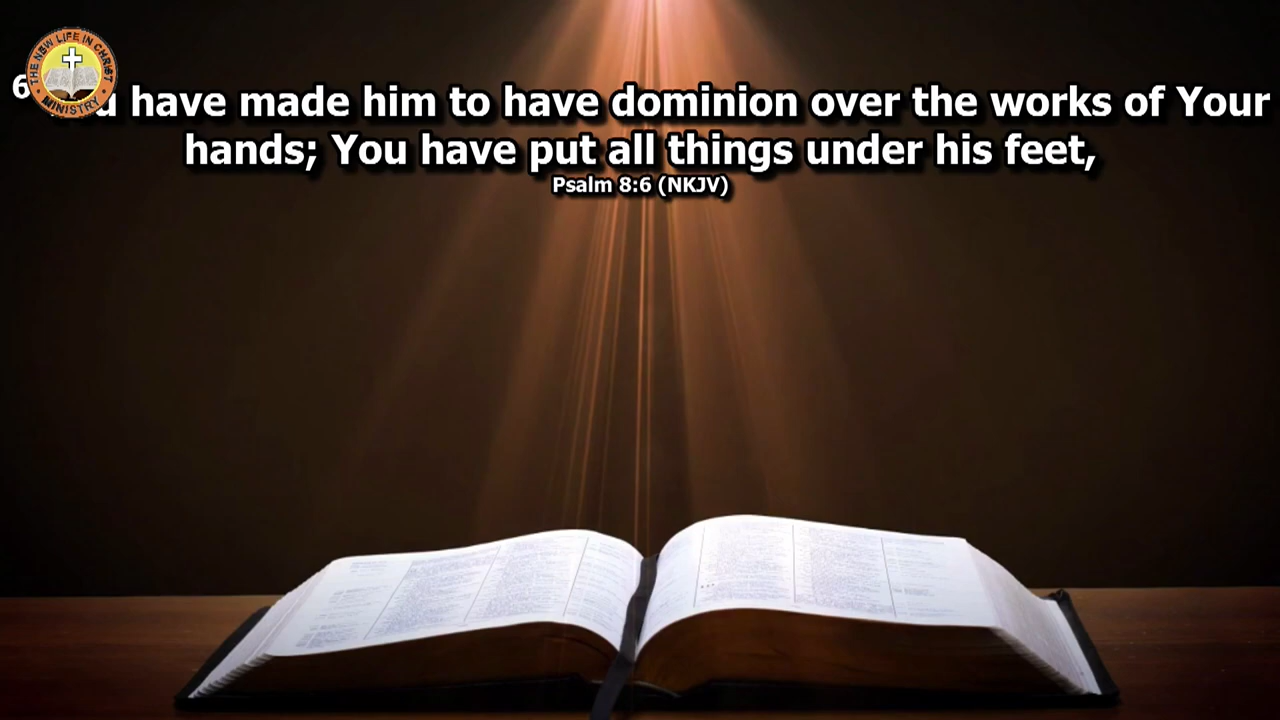 THE NEW LIFE IN CHRIST
MINISTRY
6 have made him to have dominion over the works of Your
hands; You have put all things under his feet,
Psalm 8:6 (NKJV)